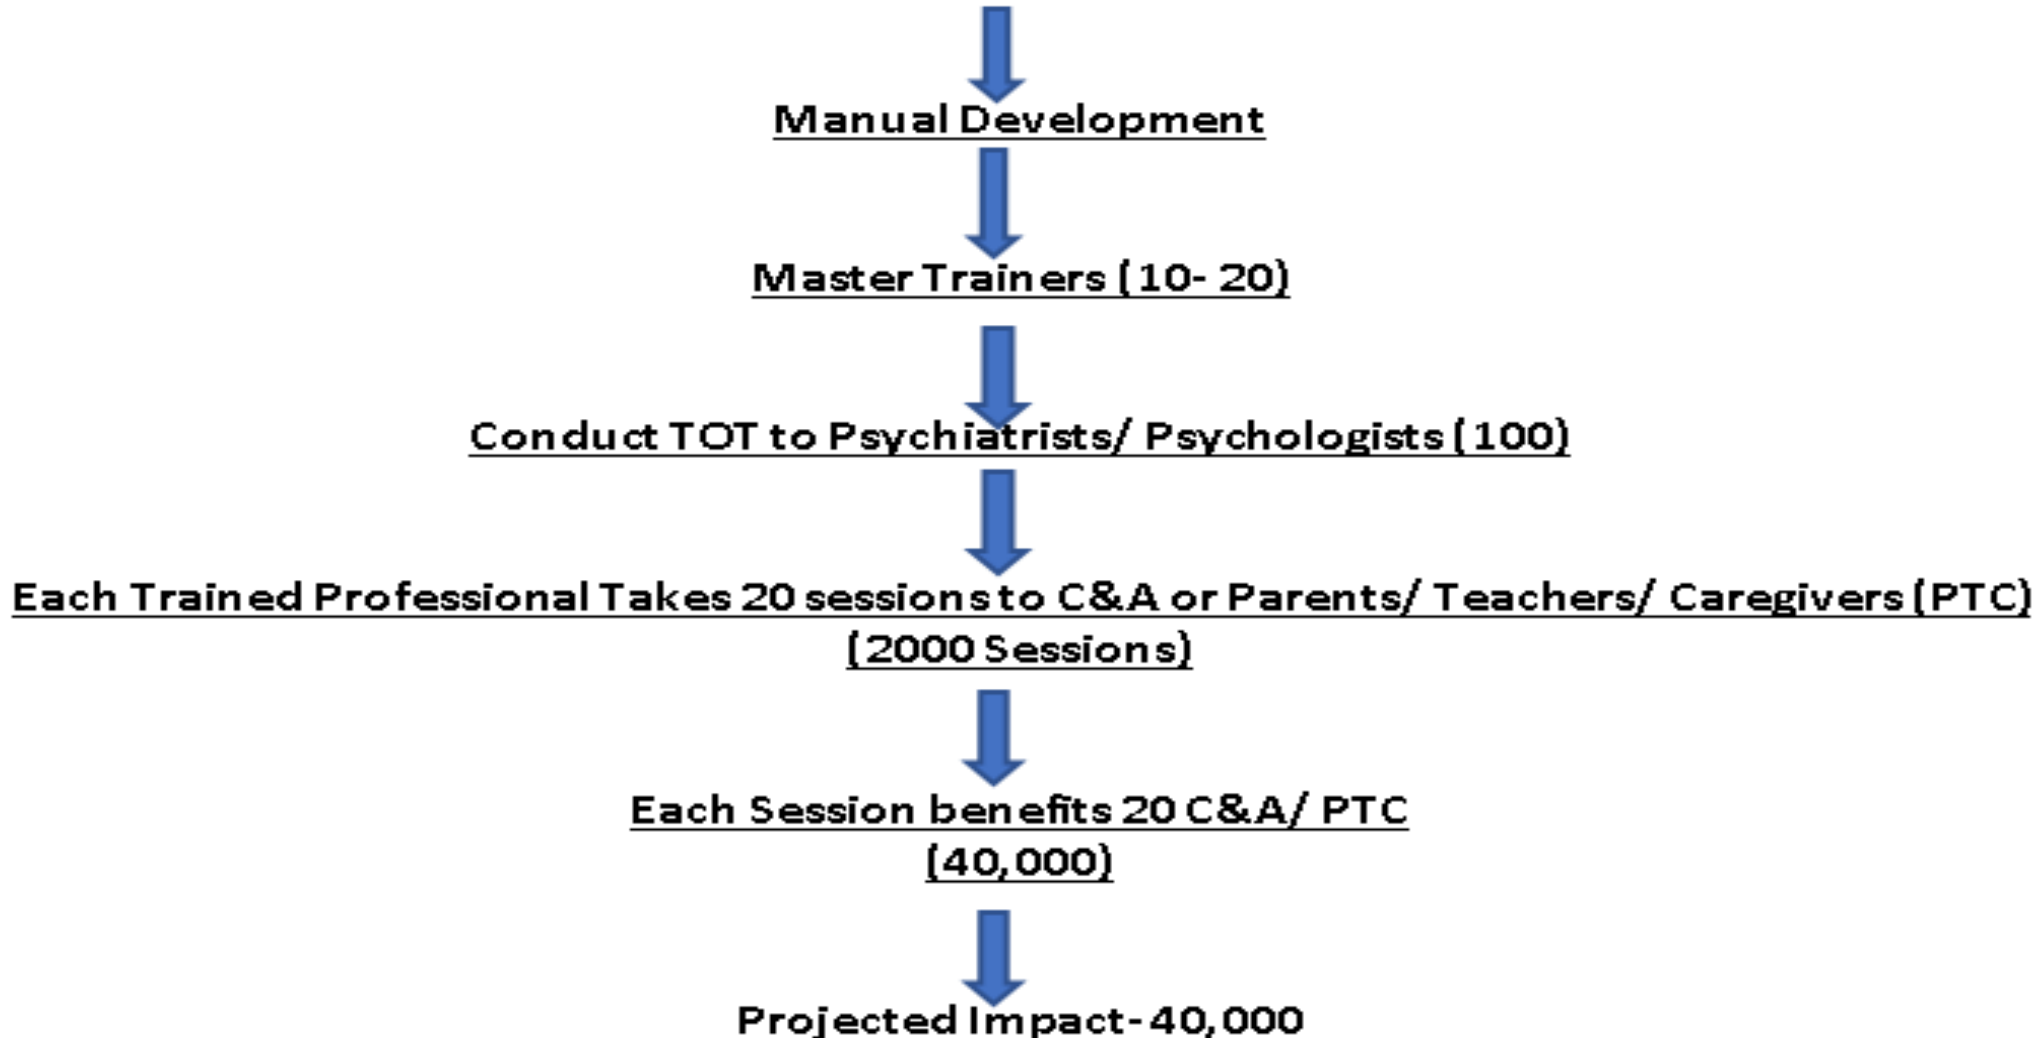 Manual Development
Master Trainers (10- 20)
Conduct TOT to Psychiatrists/ Psychologists (100)
Each Trained Professional Takes 20 sessions to C&A or Parents/ Teachers/ Caregivers (PTC)
(2000 Sessions)
Each Session benefits 20 C&A/ PTC
(40,000)
Projected Impact- 40,000